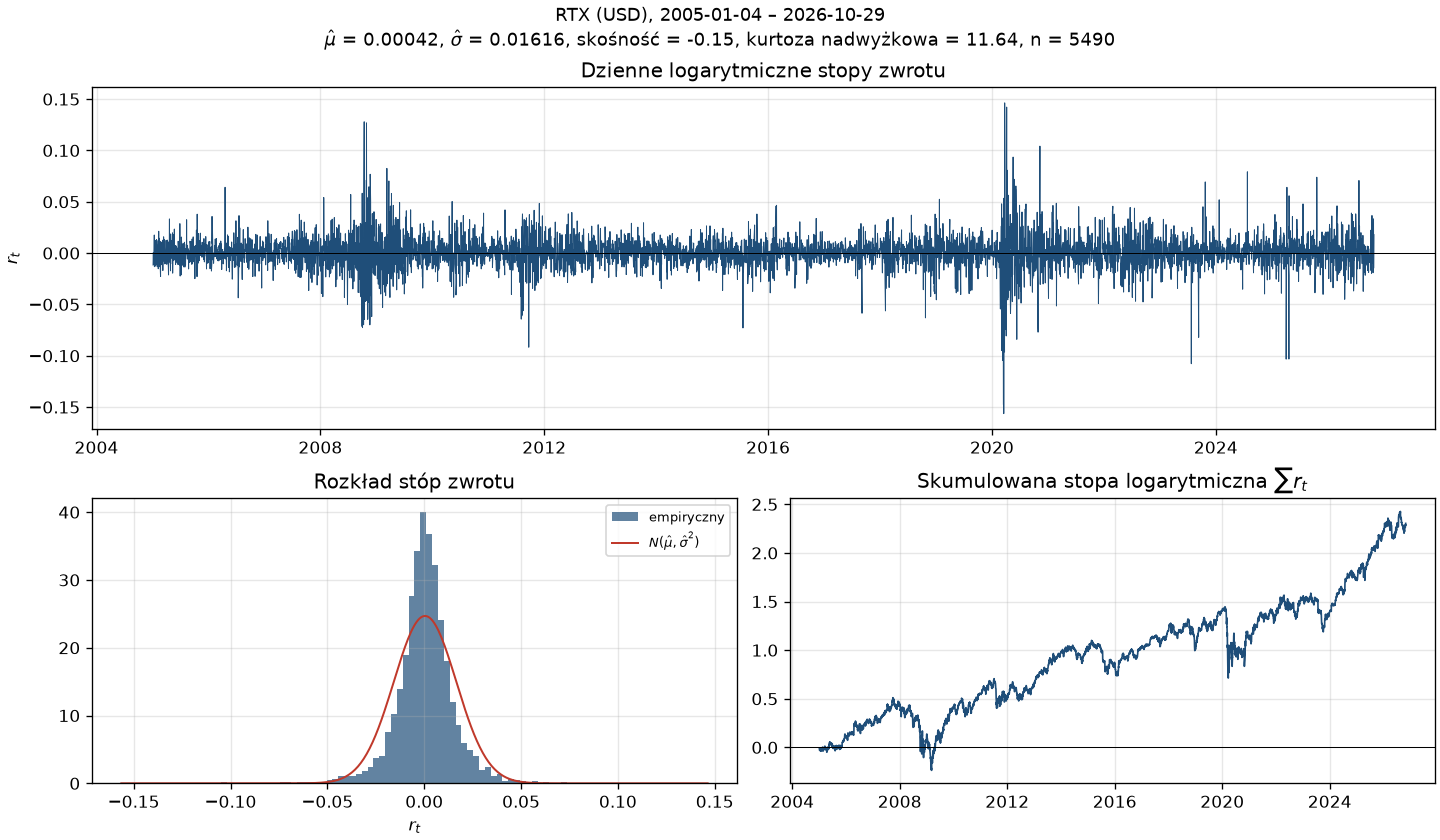 RTX (USD), 2005-01-04 – 2026-10-29
μ̂ = 0.00042, σ̂ = 0.01616, skośność = -0.15, kurtoza nadwyżkowa = 11.64, n = 5490
Dzienne logarytmiczne stopy zwrotu
0.15
0.10
0.05
0.00
−0.05
−0.10
−0.15
r_t
2004 2008 2012 2016 2020 2024
Rozkład stóp zwrotu
40
30
20
10
0
empiryczny
N(μ̂, σ̂²)
−0.15 −0.10 −0.05 0.00 0.05 0.10 0.15
r_t
Skumulowana stopa logarytmiczna ∑r_t
2.5
2.0
1.5
1.0
0.5
0.0
2004 2008 2012 2016 2020 2024